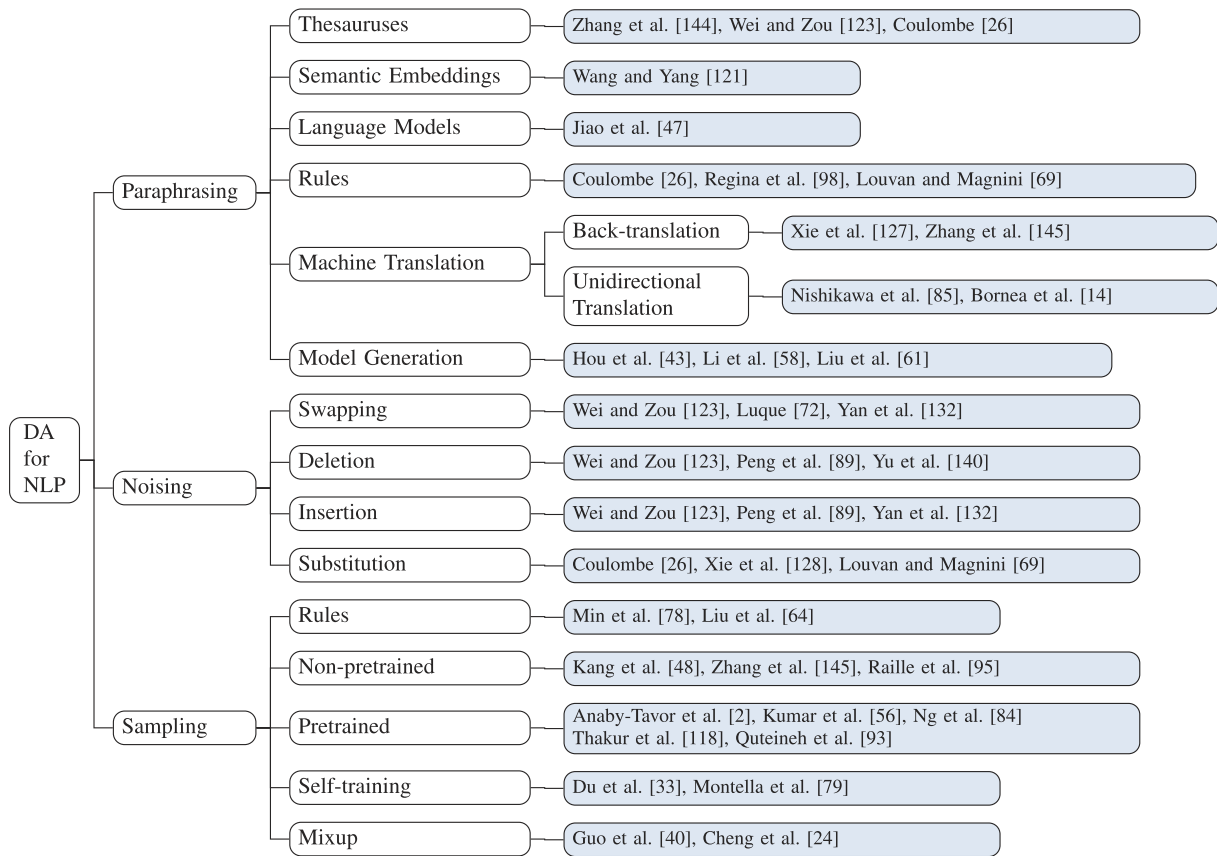 Thesauruses
Zhang et al. [144], Wei and Zou [123], Coulombe [26]
Semantic Embeddings
Wang and Yang [121]
Language Models
Jiao et al. [47]
Paraphrasing
Rules
Coulombe [26], Regina et al. [98], Louvan and Magnini [69]
Machine Translation
Back-translation
Xie et al. [127], Zhang et al. [145]
Unidirectional
Translation
Nishikawa et al. [85], Bornea et al. [14]
Model Generation
Hou et al. [43], Li et al. [58], Liu et al. [61]
DA
for
NLP
Noising
Swapping
Wei and Zou [123], Luque [72], Yan et al. [132]
Deletion
Wei and Zou [123], Peng et al. [89], Yu et al. [140]
Insertion
Wei and Zou [123], Peng et al. [89], Yan et al. [132]
Substitution
Coulombe [26], Xie et al. [128], Louvan and Magnini [69]
Sampling
Rules
Min et al. [78], Liu et al. [64]
Non-pretrained
Kang et al. [48], Zhang et al. [145], Raille et al. [95]
Pretrained
Anaby-Tavor et al. [2], Kumar et al. [56], Ng et al. [84]
Thakur et al. [118], Quteineh et al. [93]
Self-training
Du et al. [33], Montella et al. [79]
Mixup
Guo et al. [40], Cheng et al. [24]